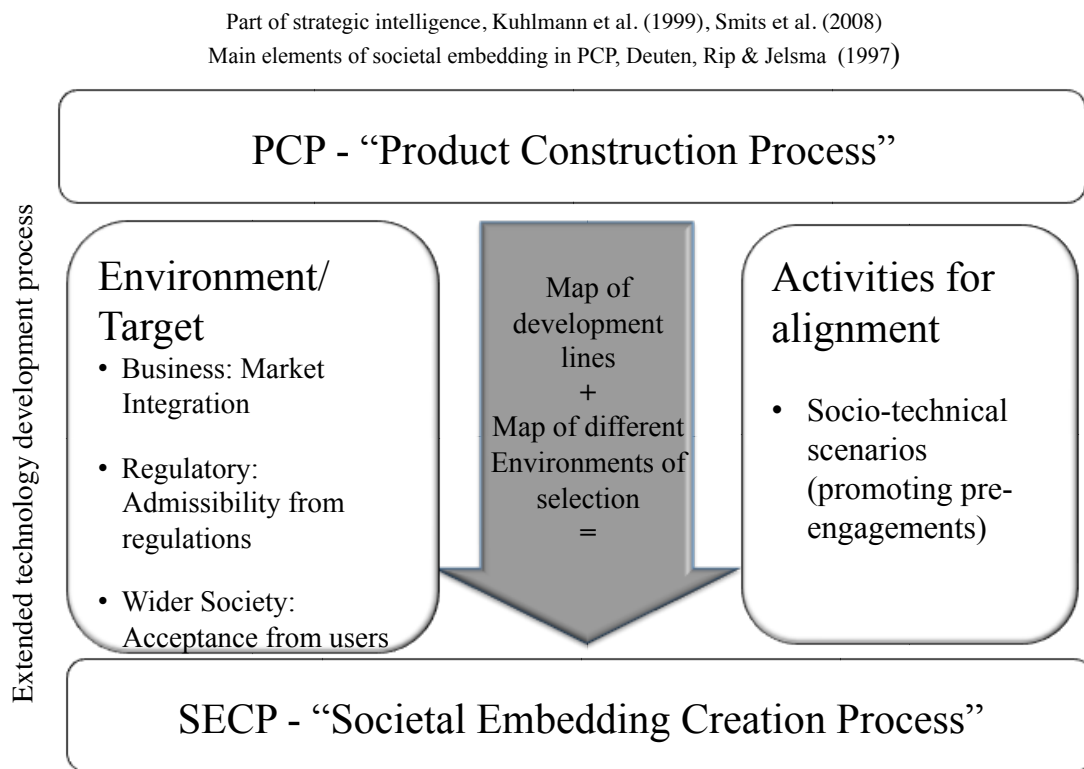 Part of strategic intelligence, Kuhlmann et al. (1999), Smits et al. (2008)
Main elements of societal embedding in PCP, Deuten, Rip & Jelsma (1997)
PCP - “Product Construction Process”
Extended technology development process
Environment/
Target
• Business: Market
Integration
• Regulatory:
Admissibility from
regulations
• Wider Society:
Acceptance from users
Map of
development
lines
+
Map of different
Environments of
selection
=
Activities for
alignment
• Socio-technical
scenarios
(promoting pre-
engagements)
SECP - “Societal Embedding Creation Process”